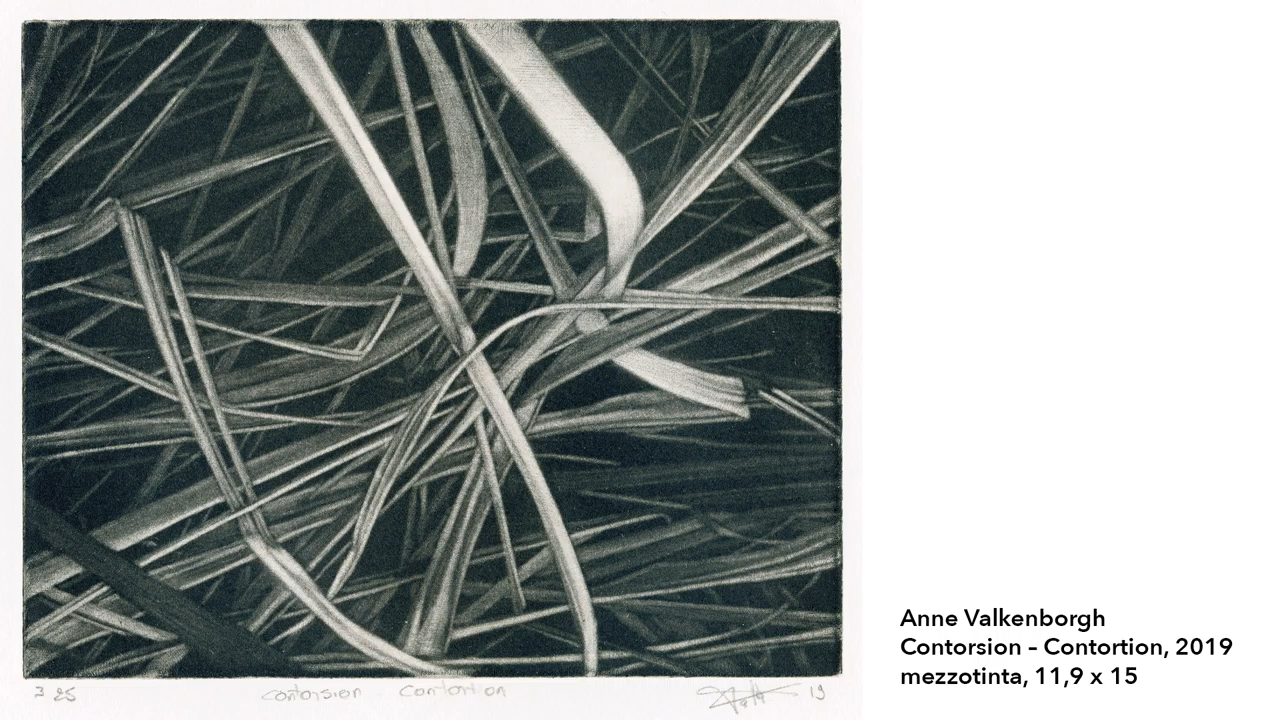 3 25 Contorsion Contortion 19
Anne Valkenborgh
Contorsion – Contortion, 2019
mezzotinta, 11,9 x 15